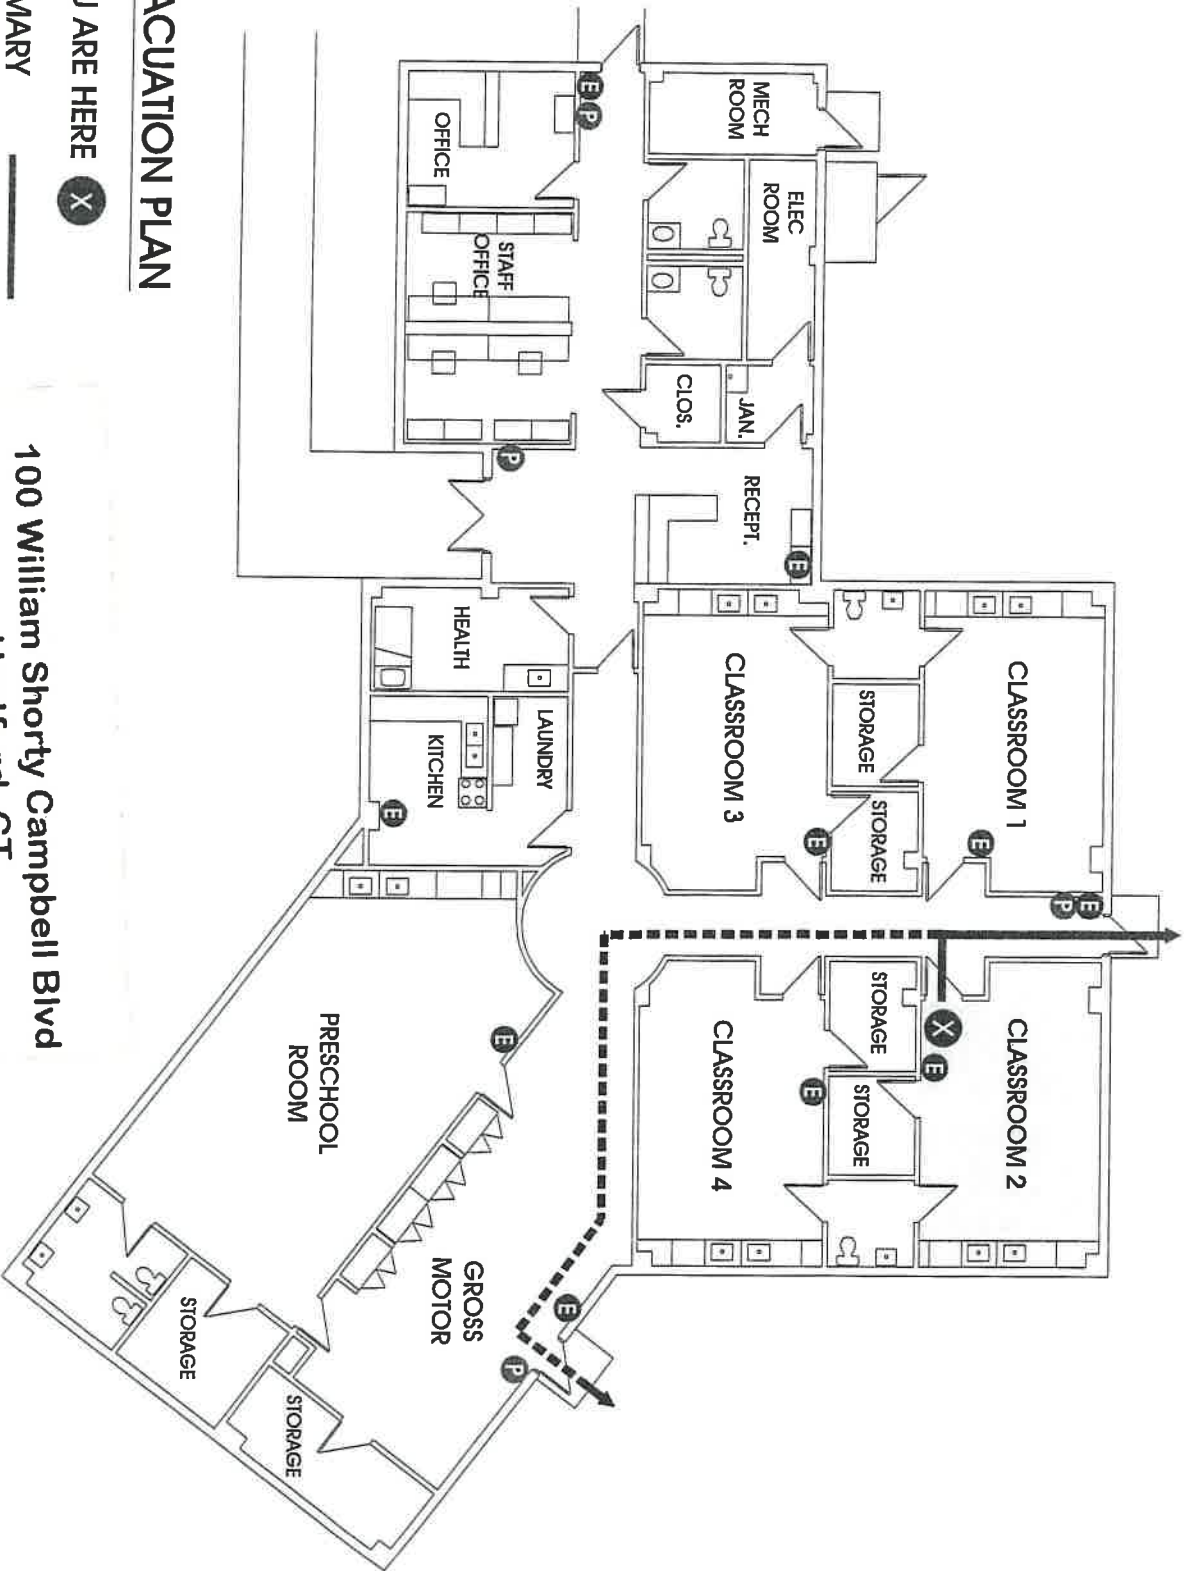 MECH
ROOM
ELEC
ROOM
E
P
OFFICE
STAFF
OFFICE
CLOS.
JAN.
P
RECEPT.
E
HEALTH
LAUNDRY
KITCHEN
E
CLASSROOM 1
CLASSROOM 3
STORAGE
STORAGE
E
E
E
P
STORAGE
STORAGE
X
E
E
CLASSROOM 2
CLASSROOM 4
E
PRESCHOOL
ROOM
GROSS
MOTOR
E
P
STORAGE
STORAGE
ACUATION PLAN
U ARE HERE X
MARY
100 William Shorty Campbell Blvd